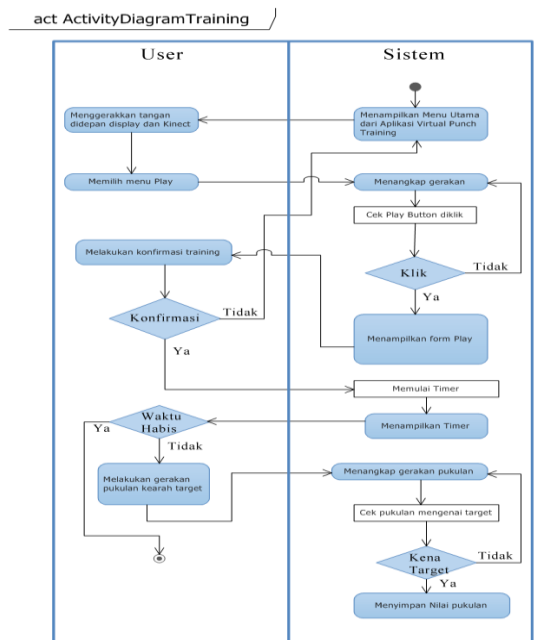 act ActivityDiagramTraining
User
Sistem
Menggerakkan tangan
didepan display dan Kinect
Menampilkan Menu Utama
dari Aplikasi Virtual Punch
Training
Memilih menu Play
Menangkap gerakan
Cek Play Button diklik
Klik
Tidak
Ya
Melakukan konfirmasi training
Konfirmasi
Tidak
Ya
Menampilkan form Play
Memulai Timer
Menampilkan Timer
Waktu
Habis
Ya
Tidak
Melakukan gerakan
pukulan kearah target
Menangkap gerakan pukulan
Cek pukulan mengenai target
Kena
Target
Tidak
Ya
Menyimpan Nilai pukulan